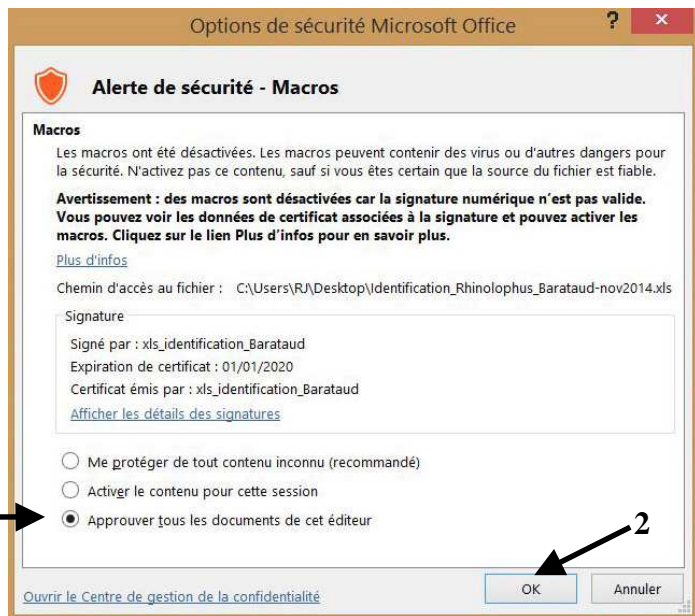 Options de sécurité Microsoft Office
?
Alerte de sécurité - Macros
Macros
Les macros ont été désactivées. Les macros peuvent contenir des virus ou d'autres dangers pour
la sécurité. N'activez pas ce contenu, sauf si vous êtes certain que la source du fichier est fiable.
Avertissement : des macros sont désactivées car la signature numérique n'est pas valide.
Vous pouvez voir les données de certificat associées à la signature et pouvez activer les
macros. Cliquez sur le lien Plus d'infos pour en savoir plus.
Plus d'infos
Chemin d'accès au fichier : C:\Users\RJ\Desktop\Identification_Rhinolophus_Barataud-nov2014.xls
Signature
Signé par : xls_identification_Barataud
Expiration de certificat : 01/01/2020
Certificat émis par : xls_identification_Barataud
Afficher les détails des signatures
Me protéger de tout contenu inconnu (recommandé)
Activer le contenu pour cette session
Approuver tous les documents de cet éditeur
2
Ouvrir le Centre de gestion de la confidentialité
OK
Annuler